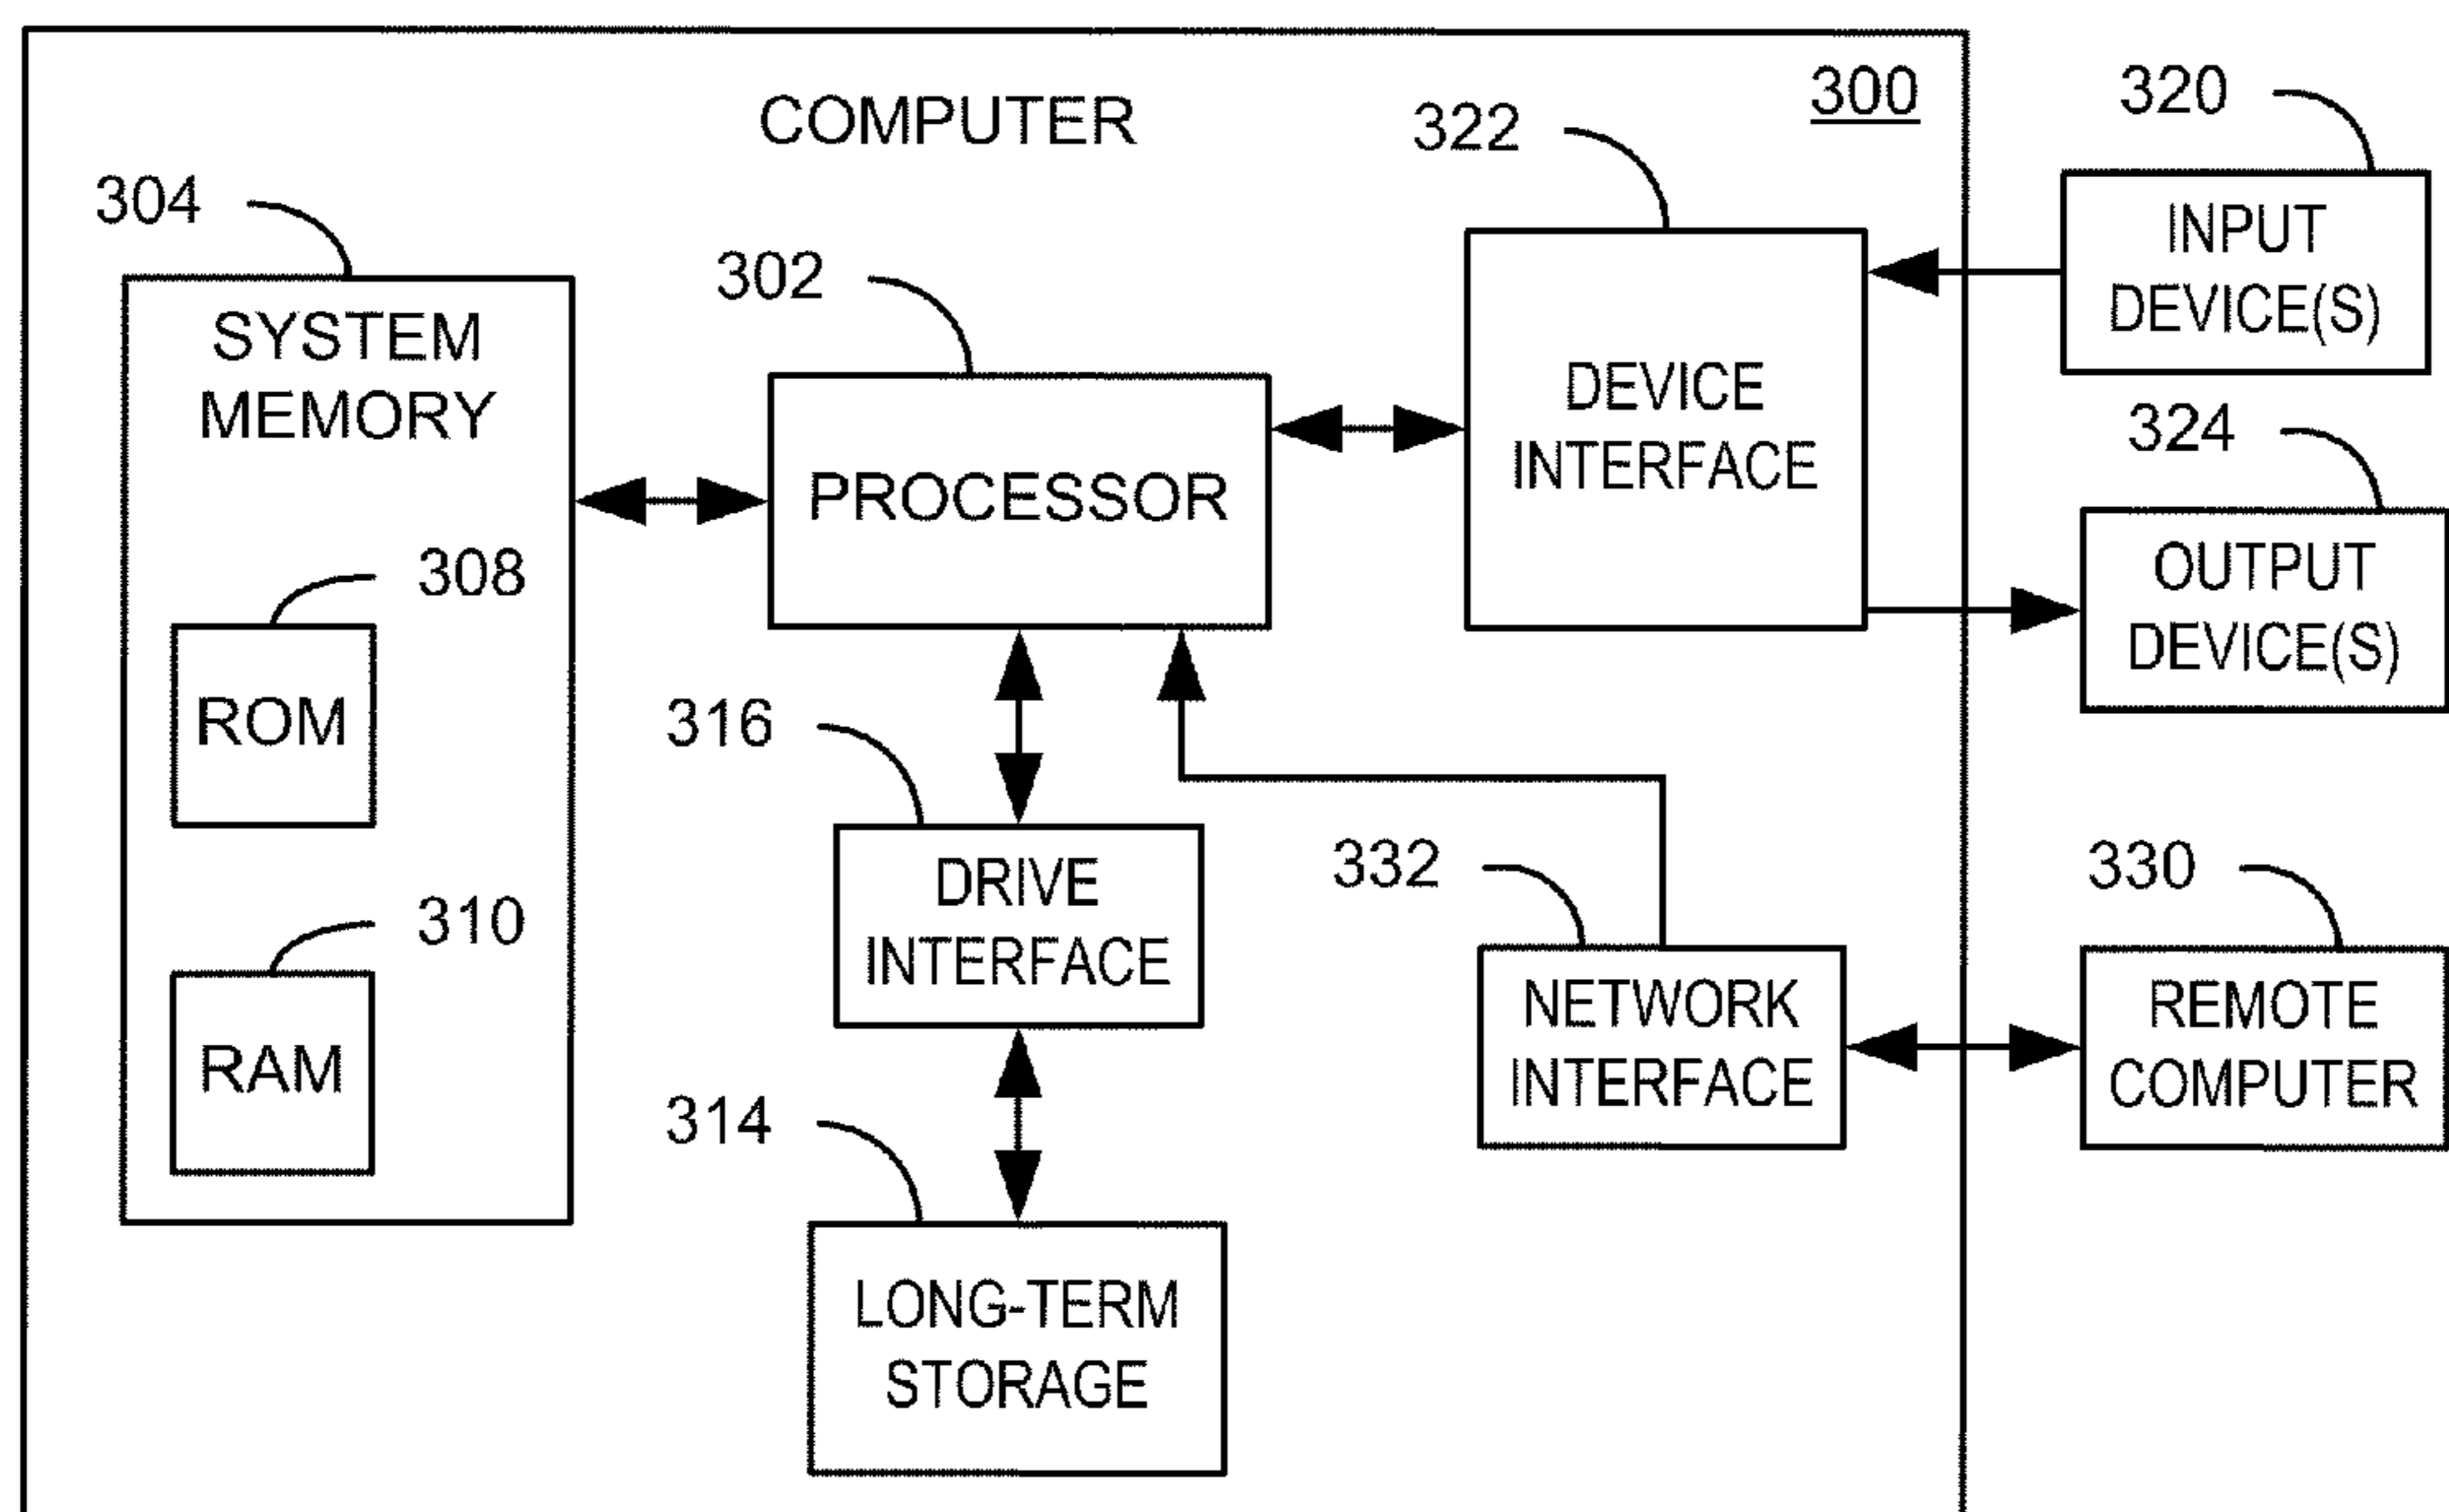 COMPUTER
300
304
SYSTEM
MEMORY
308
ROM
310
RAM
302
PROCESSOR
316
DRIVE
INTERFACE
314
LONG-TERM
STORAGE
322
DEVICE
INTERFACE
332
NETWORK
INTERFACE
320
INPUT
DEVICE(S)
324
OUTPUT
DEVICE(S)
330
REMOTE
COMPUTER